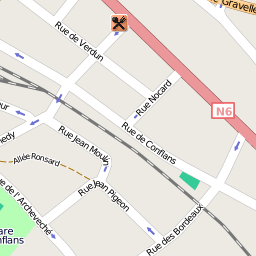 Gravelle
Rue de Verdun
N6
Rue Nocard
Rue de Conflans
Rue Jean Moulin
Allée Ronsard
Rue Jean Pigeon
de l'Archevêché
Rue des Bordeaux